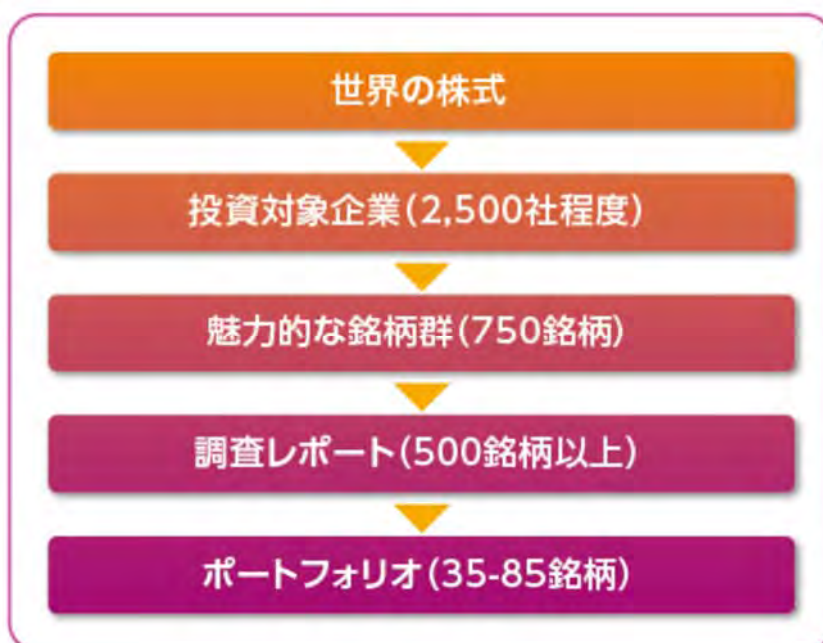 世界の株式
投資対象企業(2,500社程度)
魅力的な銘柄群(750銘柄)
調査レポート(500銘柄以上)
ポートフォリオ(35-85銘柄)